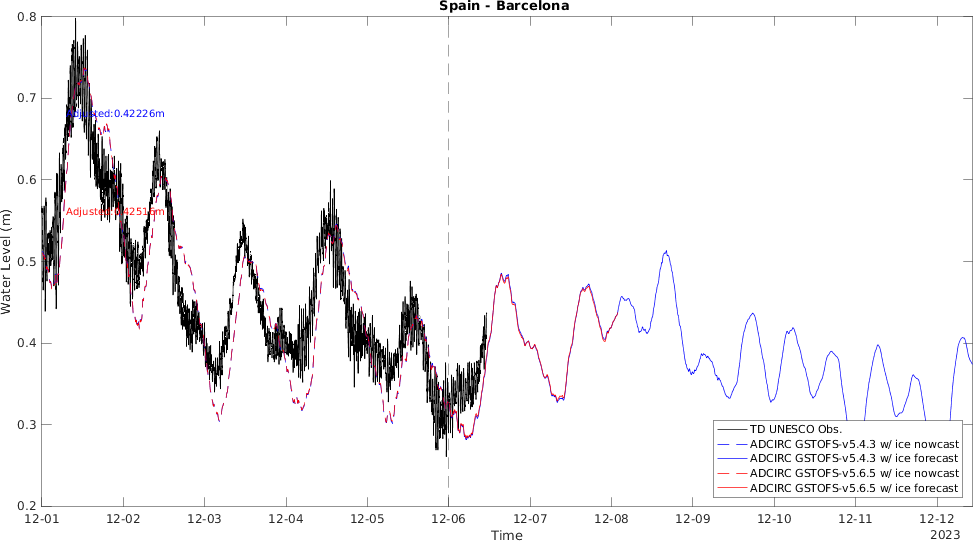 Spain - Barcelona
0.8
0.7
0.6
0.5
0.4
0.3
0.2
Water Level (m)
Adjusted:0.42226m
Adjusted:0.42516m
TD UNESCO Obs.
ADCIRC GSTOFS-v5.4.3 w/ ice nowcast
ADCIRC GSTOFS-v5.4.3 w/ ice forecast
ADCIRC GSTOFS-v5.6.5 w/ ice nowcast
ADCIRC GSTOFS-v5.6.5 w/ ice forecast
12-01 12-02 12-03 12-04 12-05 12-06 12-07 12-08 12-09 12-10 12-11 12-12
Time
2023